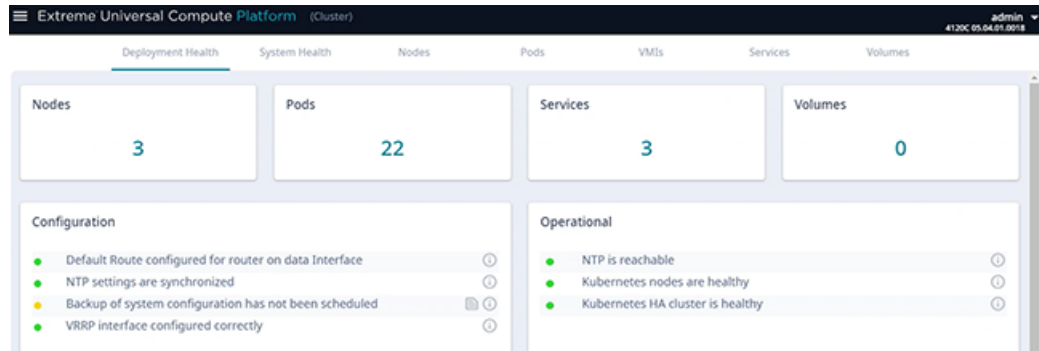 Extreme Universal Compute Platform (Cluster)
admin
4120C 05.04.01.0018
Deployment Health System Health Nodes Pods VMIs Services Volumes
Nodes
3
Pods
22
Services
3
Volumes
0
Configuration
Default Route configured for router on data Interface
NTP settings are synchronized
Backup of system configuration has not been scheduled
VRRP interface configured correctly
Operational
NTP is reachable
Kubernetes nodes are healthy
Kubernetes HA cluster is healthy